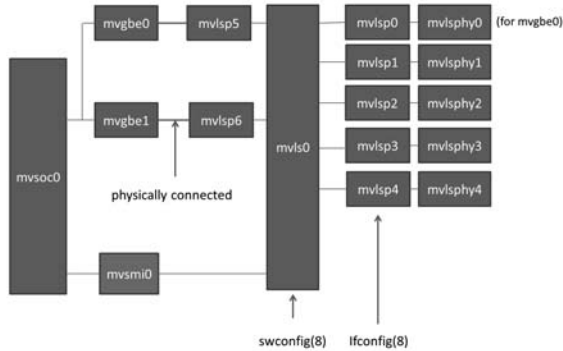 mvgbe0
mvlsp5
mvlsp0
mvlsphy0
(for mvgbe0)
mvlsp1
mvlsphy1
mvlsp2
mvlsphy2
mvgbe1
mvlsp6
mvls0
mvlsp3
mvlsphy3
mvsoc0
physically connected
mvlsp4
mvlsphy4
mvsmi0
swconfig(8)
Ifconfig(8)